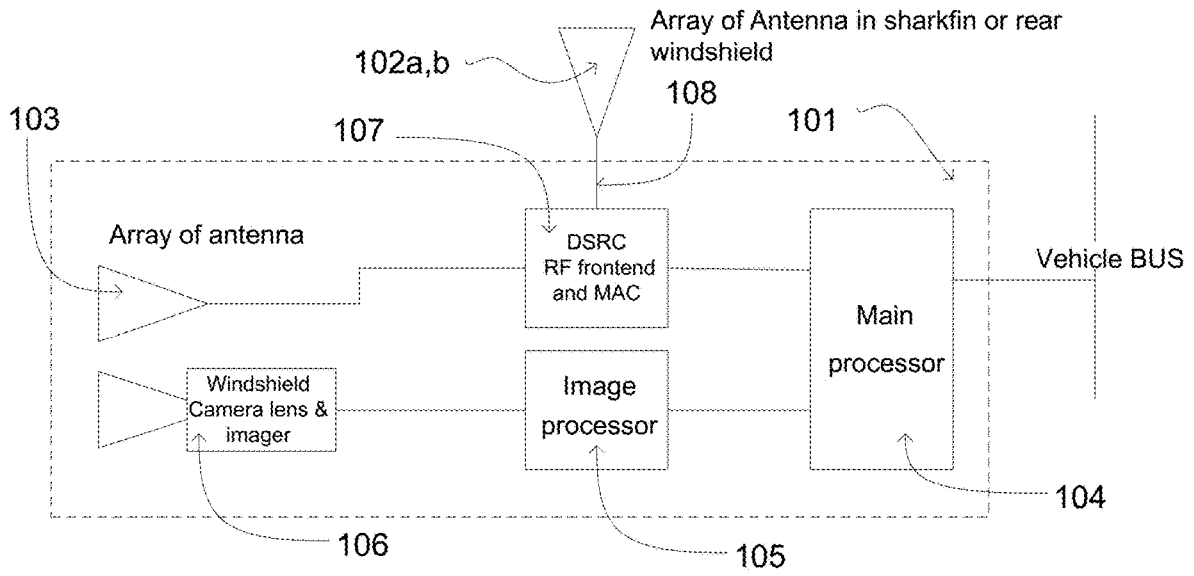 Array of Antenna in sharkfin or rear
windshield
102a,b
108
103
107
101
Array of antenna
DSRC
RF frontend
and MAC
Vehicle BUS
Main
processor
Windshield
Camera lens &
imager
Image
processor
104
106
105